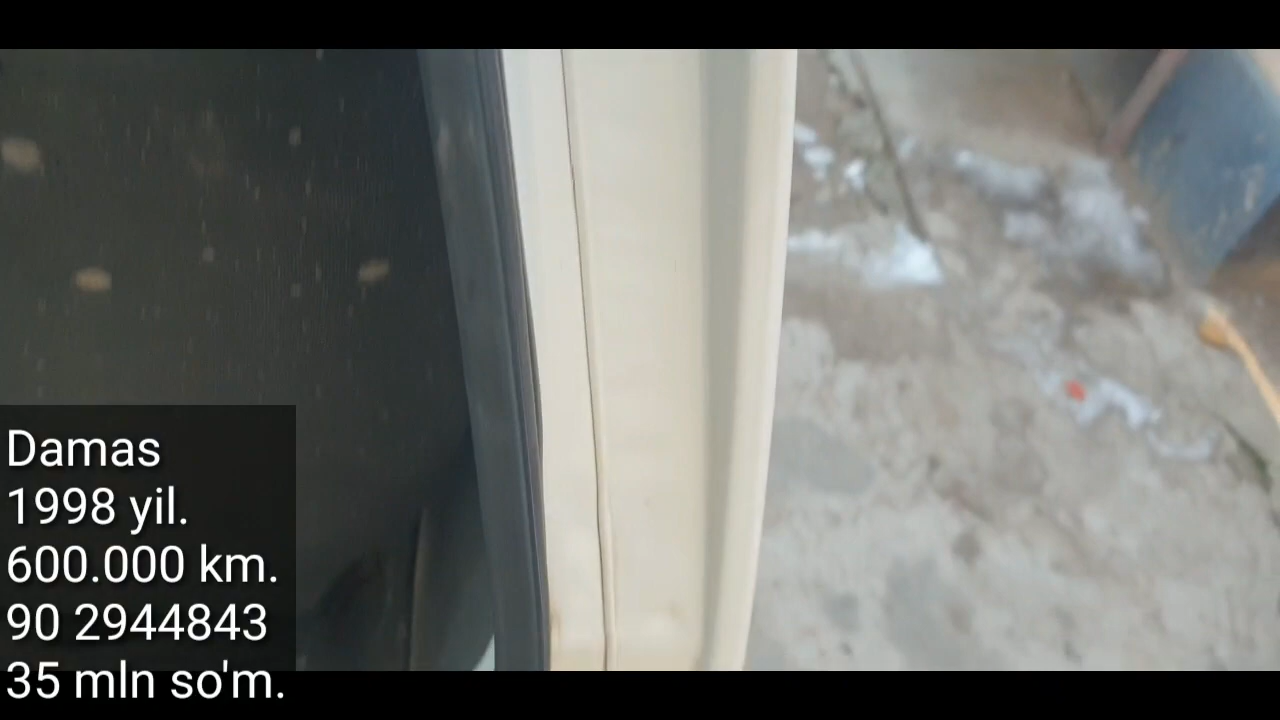 Damas
1998 yil.
600.000 km.
90 2944843
35 mln so'm.